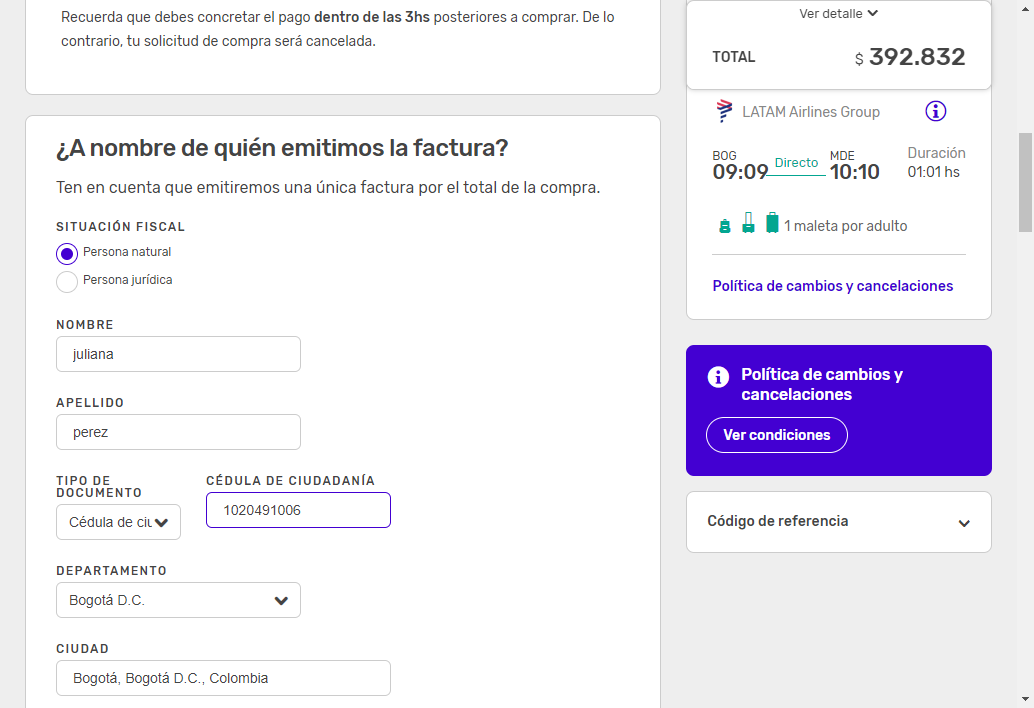 Recuerda que debes concretar el pago dentro de las 3hs posteriores a comprar. De lo
contrario, tu solicitud de compra será cancelada.
¿A nombre de quién emitimos la factura?
Ten en cuenta que emitiremos una única factura por el total de la compra.
SITUACIÓN FISCAL
Persona natural
Persona jurídica
NOMBRE
juliana
APELLIDO
perez
TIPO DE
DOCUMENTO
Cédula de ciu
CÉDULA DE CIUDADANÍA
1020491006
DEPARTAMENTO
Bogotá D.C.
CIUDAD
Bogotá, Bogotá D.C., Colombia
Ver detalle
TOTAL $ 392.832
LATAM Airlines Group
BOG
09:09
Directo
MDE
10:10
Duración
01:01 hs
1 maleta por adulto
Política de cambios y cancelaciones
Política de cambios y
cancelaciones
Ver condiciones
Código de referencia